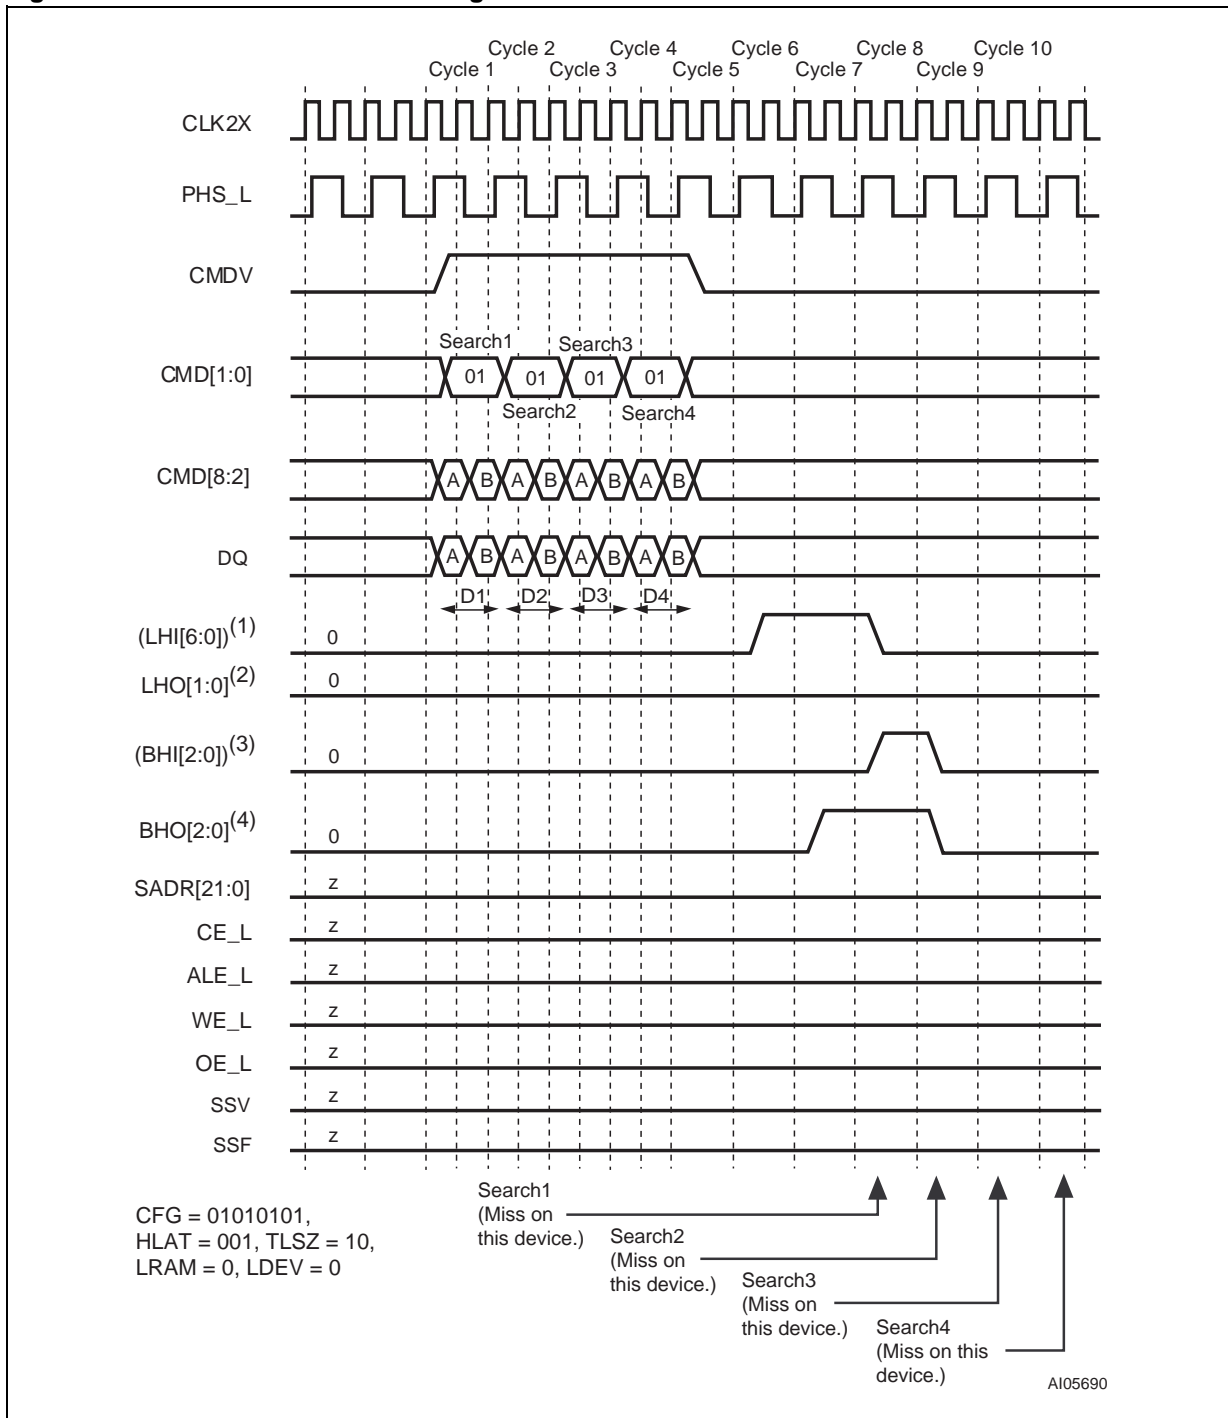 Cycle 2 Cycle 4 Cycle 6 Cycle 8 Cycle 10
Cycle 1 Cycle 3 Cycle 5 Cycle 7 Cycle 9
CLK2X
PHS_L
CMDV
Search1 Search3
CMD[1:0] 01 01 01 01
Search2 Search4
CMD[8:2] A B A B A B A B
DQ A B A B A B A B
D1 D2 D3 D4
(LHI[6:0])(1) 0
LHO[1:0](2) 0
(BHI[2:0])(3) 0
BHO[2:0](4) 0
SADR[21:0] z
CE_L z
ALE_L z
WE_L z
OE_L z
SSV z
SSF z
CFG = 01010101,
HLAT = 001, TLSZ = 10,
LRAM = 0, LDEV = 0
Search1
(Miss on
this device.)
Search2
(Miss on
this device.)
Search3
(Miss on
this device.)
Search4
(Miss on this
device.)
AI05690